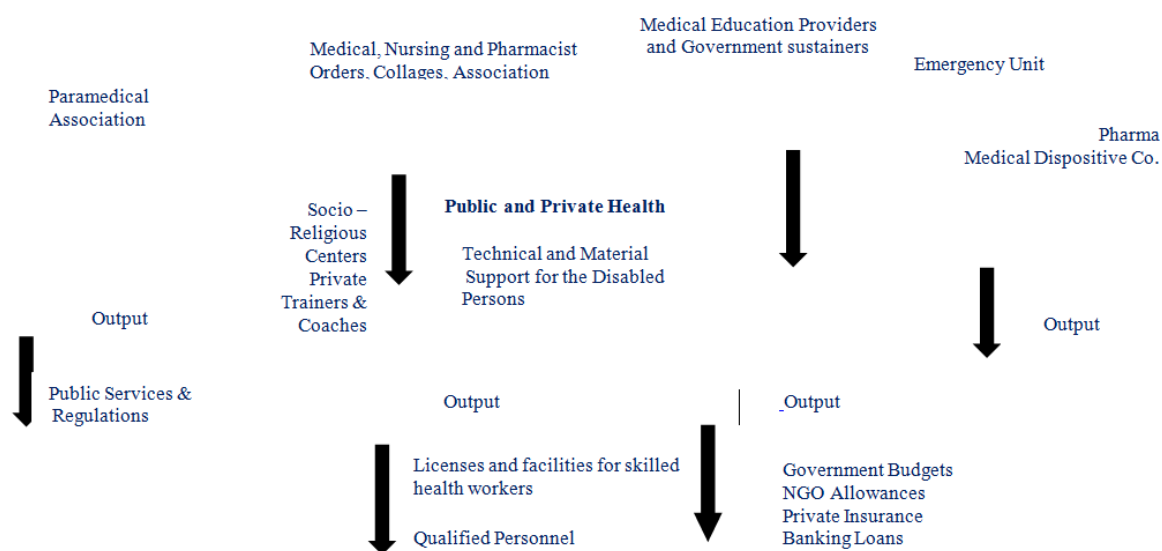 Medical Education Providers
and Government sustainers
Medical, Nursing and Pharmacist
Orders, Collages, Association
Emergency Unit
Paramedical
Association
Pharma
Medical Dispositive Co.
Socio –
Religious
Centers
Private
Trainers &
Coaches
Public and Private Health
Technical and Material
Support for the Disabled
Persons
Output
Output
Public Services &
Regulations
Output
Output
Licenses and facilities for skilled
health workers
Qualified Personnel
Government Budgets
NGO Allowances
Private Insurance
Banking Loans